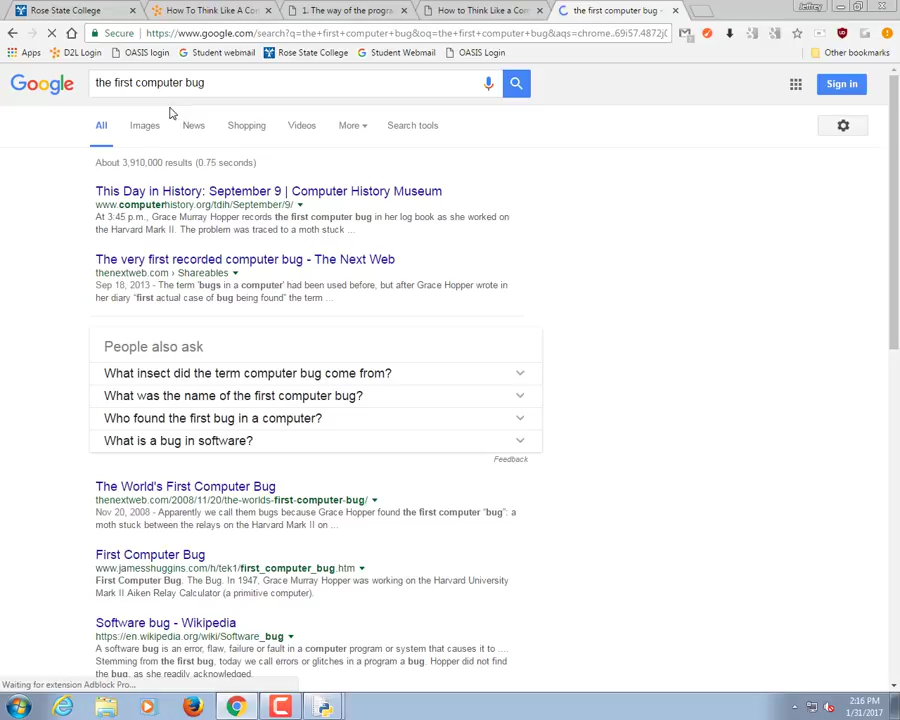 Rose State College
How To Think Like A Com
1. The way of the progra
How to Think Like a Com
the first computer bug -
Jeffrey
Secure
https://www.google.com/search?q=the+first+computer+bug&oq=the+first+computer+bug&aqs=chrome..69i57.4872j0
Apps
D2L Login
OASIS login
Student webmail
Rose State College
Student Webmail
OASIS Login
Other bookmarks
Google
the first computer bug
Sign in
All
Images
News
Shopping
Videos
More
Search tools
About 3,910,000 results (0.75 seconds)
This Day in History: September 9 | Computer History Museum
www.computerhistory.org/tdih/September/9/
At 3:45 p.m., Grace Murray Hopper records the first computer bug in her log book as she worked on
the Harvard Mark II. The problem was traced to a moth stuck ...
The very first recorded computer bug - The Next Web
thenextweb.com › Shareables
Sep 18, 2013 - The term 'bugs in a computer' had been used before, but after Grace Hopper wrote in
her diary “first actual case of bug being found” the term ...
People also ask
What insect did the term computer bug come from?
What was the name of the first computer bug?
Who found the first bug in a computer?
What is a bug in software?
Feedback
The World's First Computer Bug
thenextweb.com/2008/11/20/the-worlds-first-computer-bug/
Nov 20, 2008 - Apparently we call them bugs because Grace Hopper found the first computer “bug”: a
moth stuck between the relays on the Harvard Mark II on ...
First Computer Bug
www.jamesshuggins.com/h/tek1/first_computer_bug.htm
First Computer Bug. The Bug. In 1947, Grace Murray Hopper was working on the Harvard University
Mark II Aiken Relay Calculator (a primitive computer).
Software bug - Wikipedia
https://en.wikipedia.org/wiki/Software_bug
A software bug is an error, flaw, failure or fault in a computer program or system that causes it to ....
Stemming from the first bug, today we call errors or glitches in a program a bug. Hopper did not find
the bug, as she readily acknowledged.
Waiting for extension Adblock Pro...
2:16 PM
1/31/2017